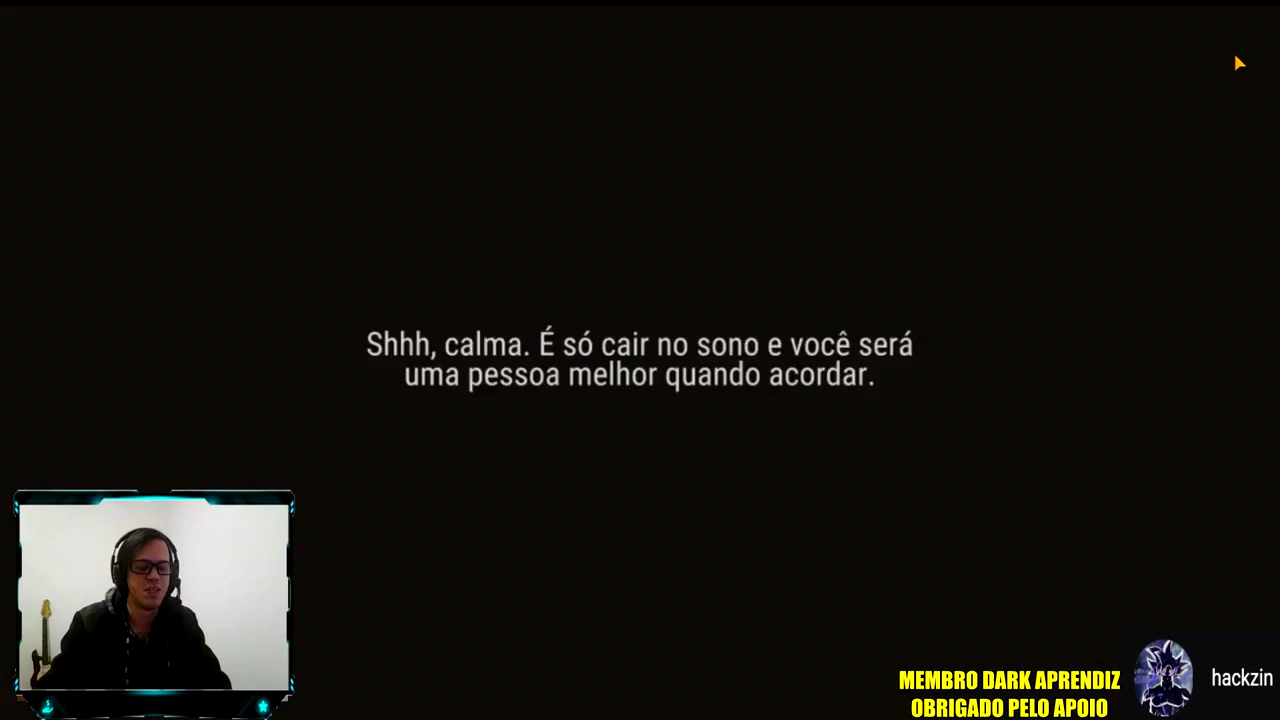 Shhh, calma. É só cair no sono e você será
uma pessoa melhor quando acordar.
MEMBRO DARK APRENDIZ
OBRIGADO PELO APOIO
hackzin